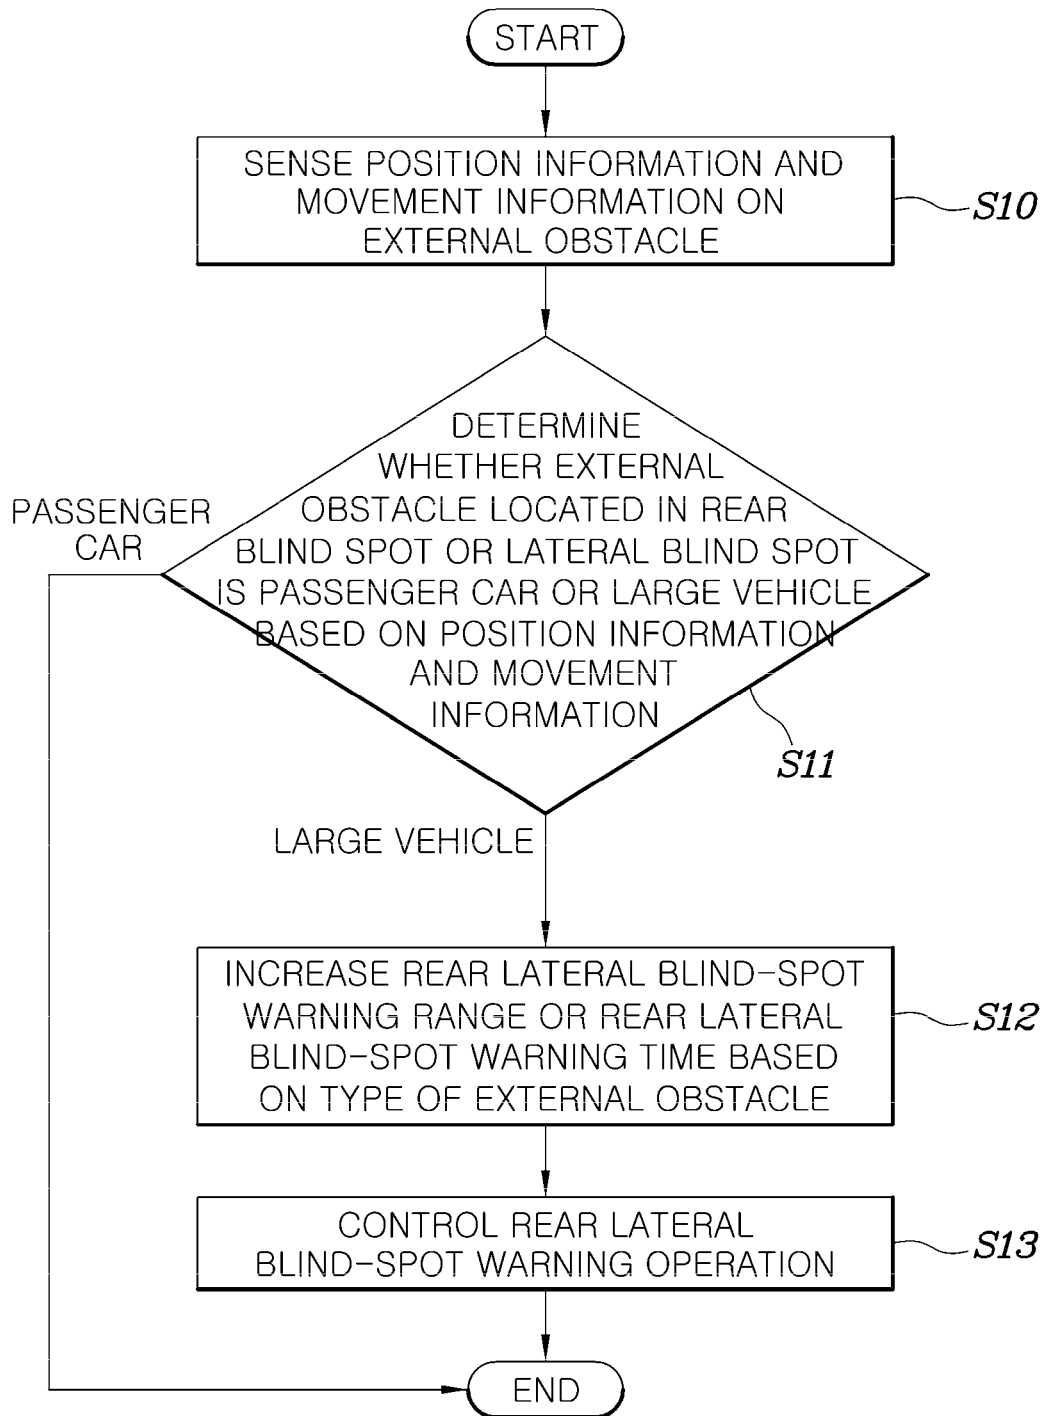 START
SENSE POSITION INFORMATION AND
MOVEMENT INFORMATION ON
EXTERNAL OBSTACLE
S10
DETERMINE
WHETHER EXTERNAL
OBSTACLE LOCATED IN REAR
BLIND SPOT OR LATERAL BLIND SPOT
IS PASSENGER CAR OR LARGE VEHICLE
BASED ON POSITION INFORMATION
AND MOVEMENT
INFORMATION
S11
PASSENGER
CAR
LARGE VEHICLE
INCREASE REAR LATERAL BLIND-SPOT
WARNING RANGE OR REAR LATERAL
BLIND-SPOT WARNING TIME BASED
ON TYPE OF EXTERNAL OBSTACLE
S12
CONTROL REAR LATERAL
BLIND-SPOT WARNING OPERATION
S13
END